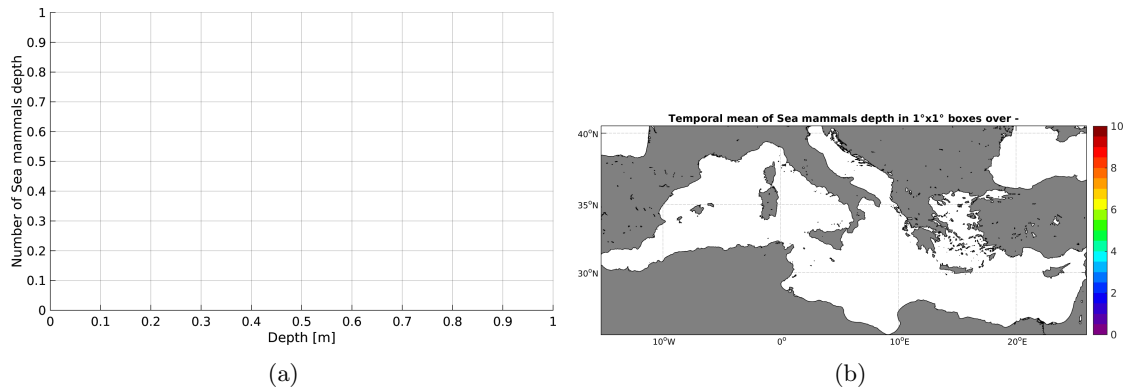 1
0.9
0.8
0.7
0.6
0.5
0.4
0.3
0.2
0.1
0
Number of Sea mammals depth
0 0.1 0.2 0.3 0.4 0.5 0.6 0.7 0.8 0.9 1
Depth [m]
(a)
Temporal mean of Sea mammals depth in 1°x1° boxes over -
40°N
35°N
30°N
10°W 0° 10°E 20°E
10
8
6
4
2
0
(b)